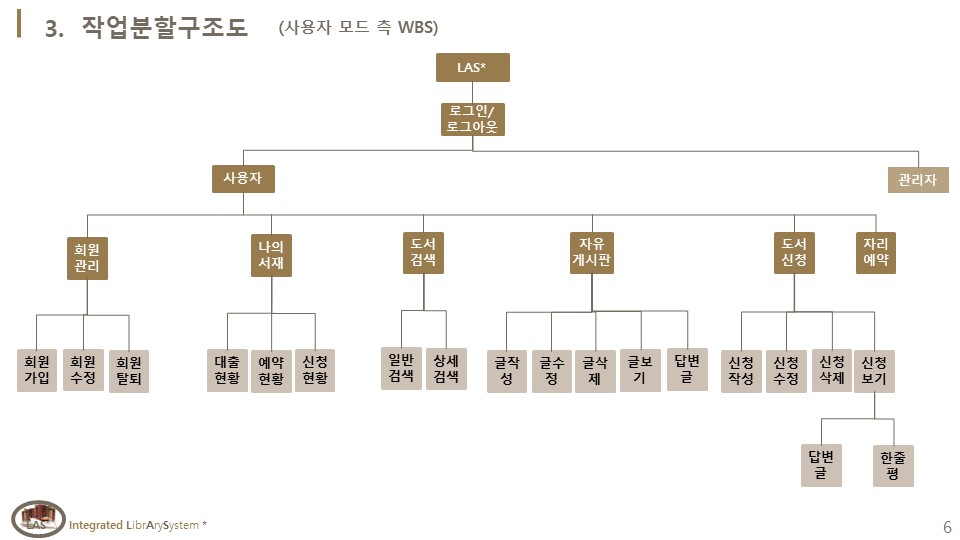 3. 작업분할구조도 (사용자 모드 측 WBS)
LAS*
로그인/
로그아웃
사용자
관리자
회원
관리
나의
서재
도서
검색
자유
게시판
도서
신청
자리
예약
회원
가입
회원
수정
회원
탈퇴
대출
현황
예약
현황
신청
현황
일반
검색
상세
검색
글작
성
글수
정
글삭
제
글보
기
답변
글
신청
작성
신청
수정
신청
삭제
신청
보기
답변
글
한줄
평
LAS
Integrated LibrArySystem *
6